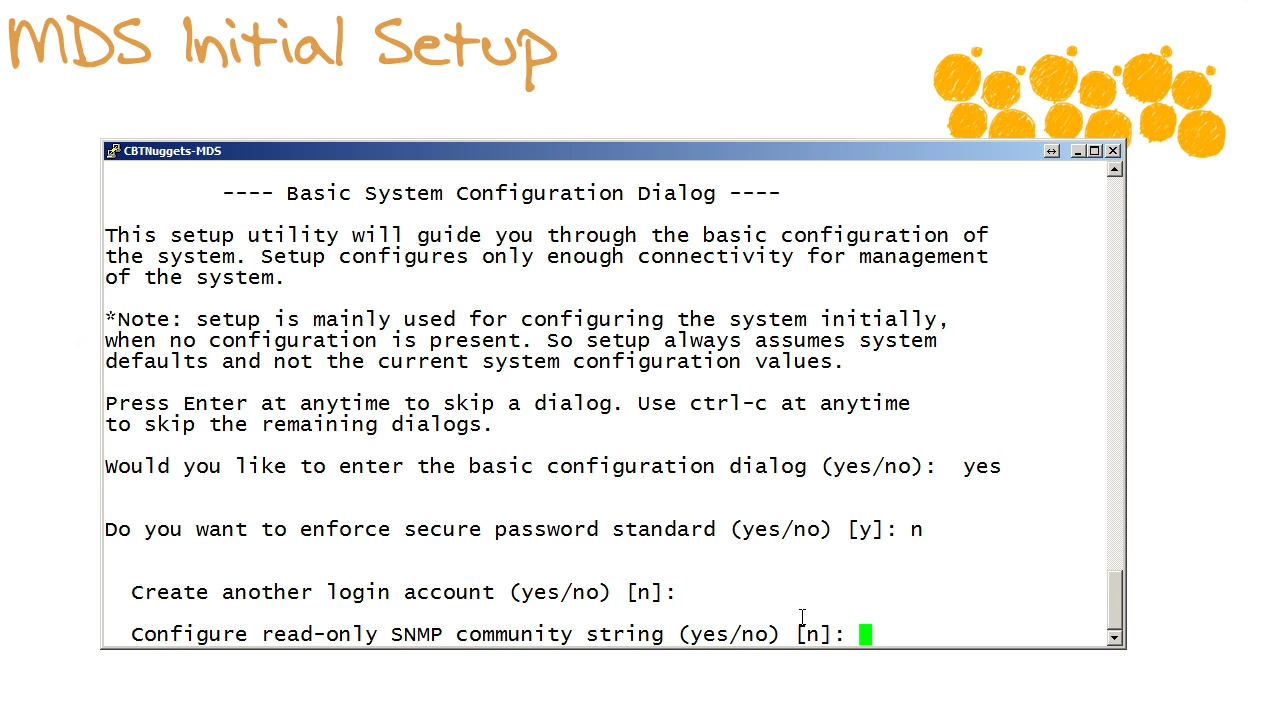 MDS Initial Setup
CBTNuggets-MDS
---- Basic System Configuration Dialog ----
This setup utility will guide you through the basic configuration of
the system. Setup configures only enough connectivity for management
of the system.
*Note: setup is mainly used for configuring the system initially,
when no configuration is present. So setup always assumes system
defaults and not the current system configuration values.
Press Enter at anytime to skip a dialog. Use ctrl-c at anytime
to skip the remaining dialogs.
Would you like to enter the basic configuration dialog (yes/no):  yes
Do you want to enforce secure password standard (yes/no) [y]: n
Create another login account (yes/no) [n]:
Configure read-only SNMP community string (yes/no) [n]: